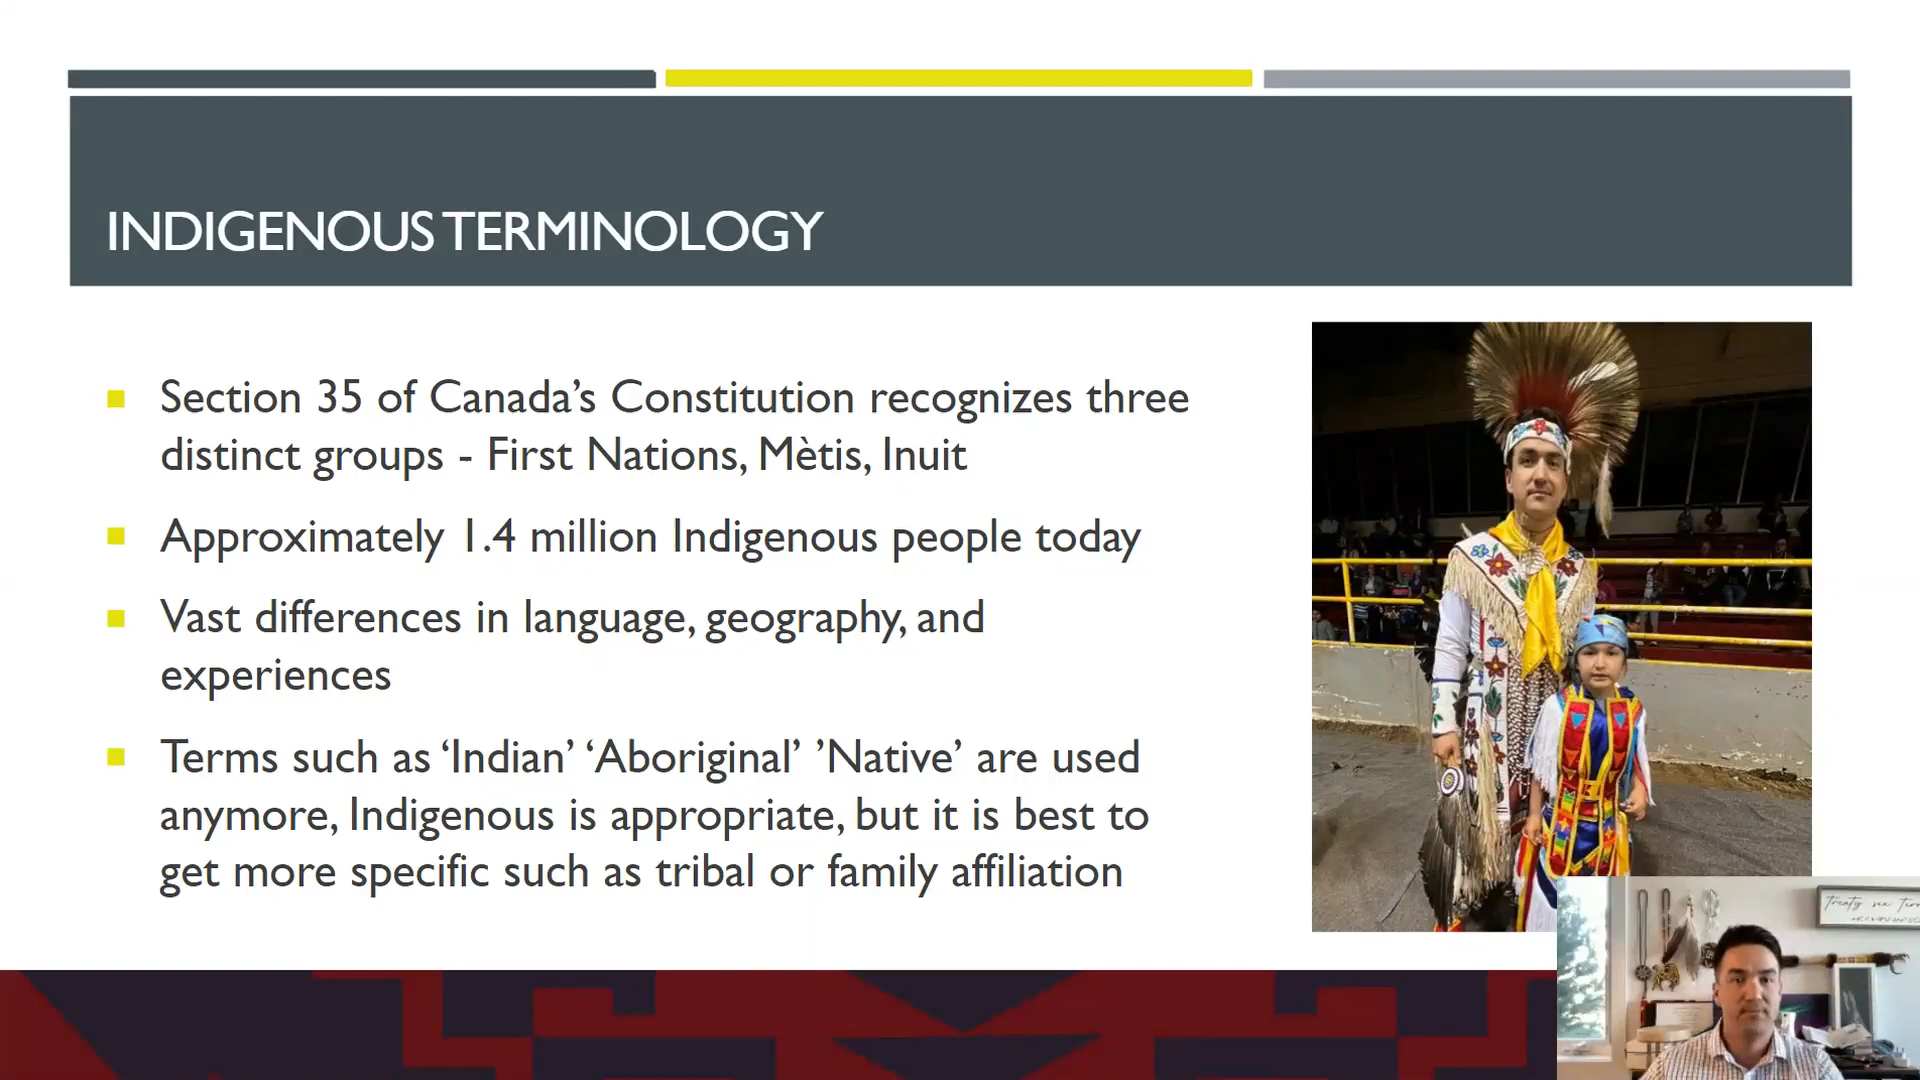 INDIGENOUS TERMINOLOGY
Section 35 of Canada’s Constitution recognizes three
distinct groups - First Nations, Mètis, Inuit
Approximately 1.4 million Indigenous people today
Vast differences in language, geography, and
experiences
Terms such as ‘Indian’ ‘Aboriginal’ ’Native’ are used
anymore, Indigenous is appropriate, but it is best to
get more specific such as tribal or family affiliation
treaty six